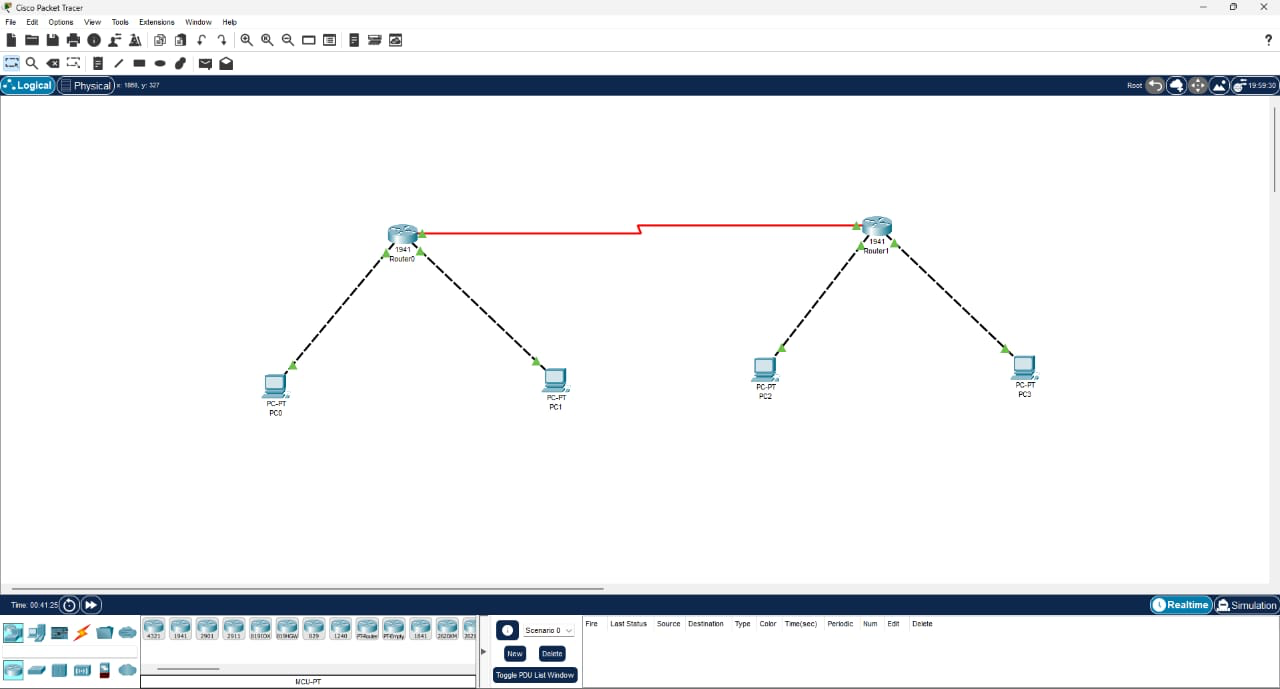 Cisco Packet Tracer
File Edit Options View Tools Extensions Window Help
?
Logical Physical x: 1868, y: 327 Root 19:59:30
1941
Router0
1941
Router1
PC-PT
PC0
PC-PT
PC1
PC-PT
PC2
PC-PT
PC3
Time: 00:41:25 Realtime Simulation
4321 1941 2901 2911 819IOX 819HGW 829 1240 PT-Router PT-Empty 1841 2620XM
MCU-PT
Scenario 0
New Delete
Toggle PDU List Window
Fire Last Status Source Destination Type Color Time(sec) Periodic Num Edit Delete